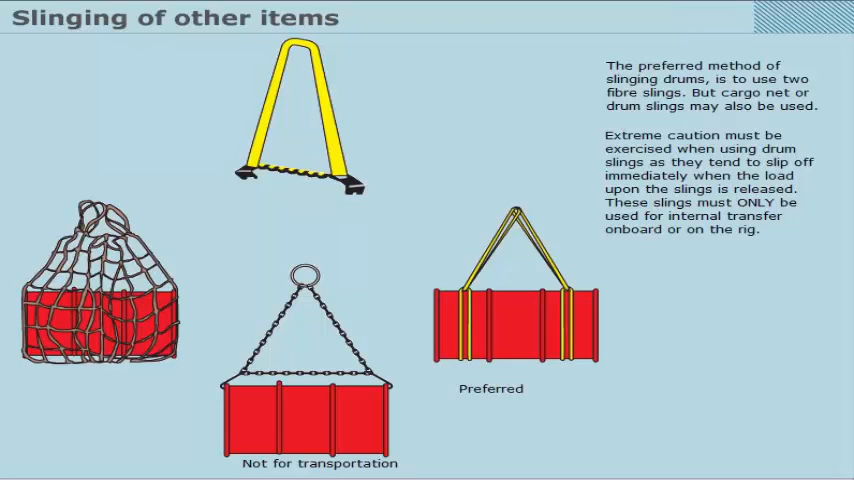 Slinging of other items
The preferred method of
slinging drums, is to use two
fibre slings. But cargo net or
drum slings may also be used.
Extreme caution must be
exercised when using drum
slings as they tend to slip off
immediately when the load
upon the slings is released.
These slings must ONLY be
used for internal transfer
onboard or on the rig.
Preferred
Not for transportation